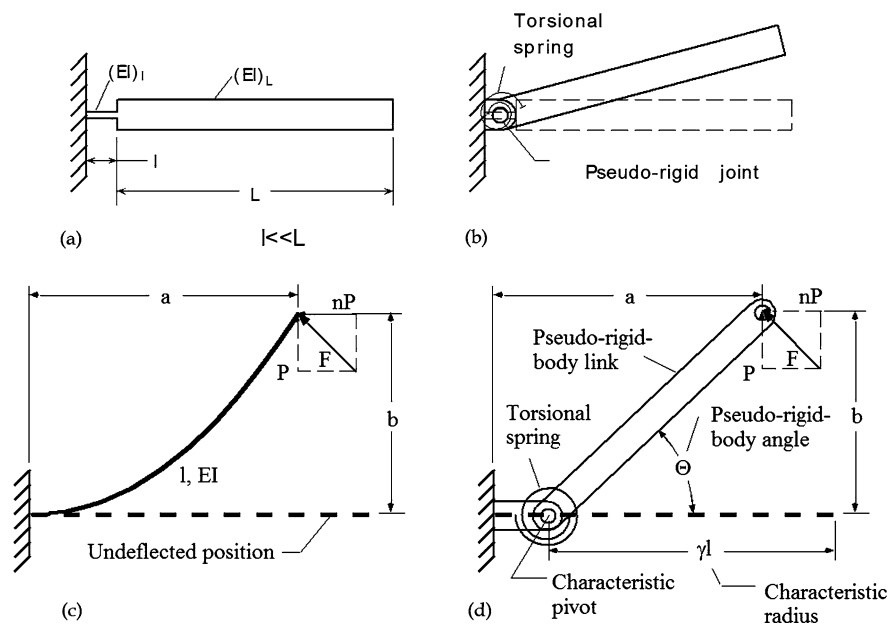 (EI)l
(EI)L
l
L
(a)
l<<L
Torsional
spring
Pseudo-rigid joint
(b)
a
nP
F
P
b
l, EI
Undeflected position
(c)
a
nP
Pseudo-rigid-
body link
P
F
Torsional
spring
Pseudo-rigid-
body angle
b
Θ
γl
Characteristic
pivot
Characteristic
radius
(d)